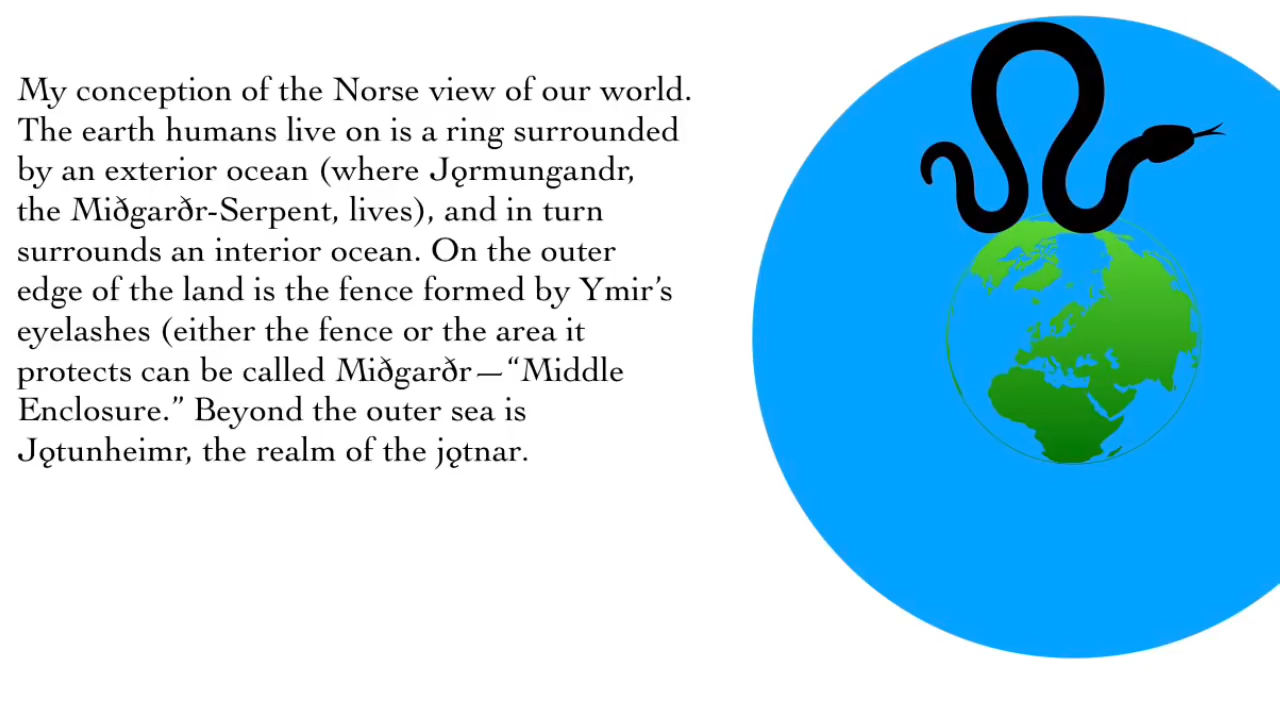 My conception of the Norse view of our world.
The earth humans live on is a ring surrounded
by an exterior ocean (where Jǫrmungandr,
the Miðgarðr-Serpent, lives), and in turn
surrounds an interior ocean. On the outer
edge of the land is the fence formed by Ymir’s
eyelashes (either the fence or the area it
protects can be called Miðgarðr—“Middle
Enclosure.” Beyond the outer sea is
Jǫtunheimr, the realm of the jǫtnar.